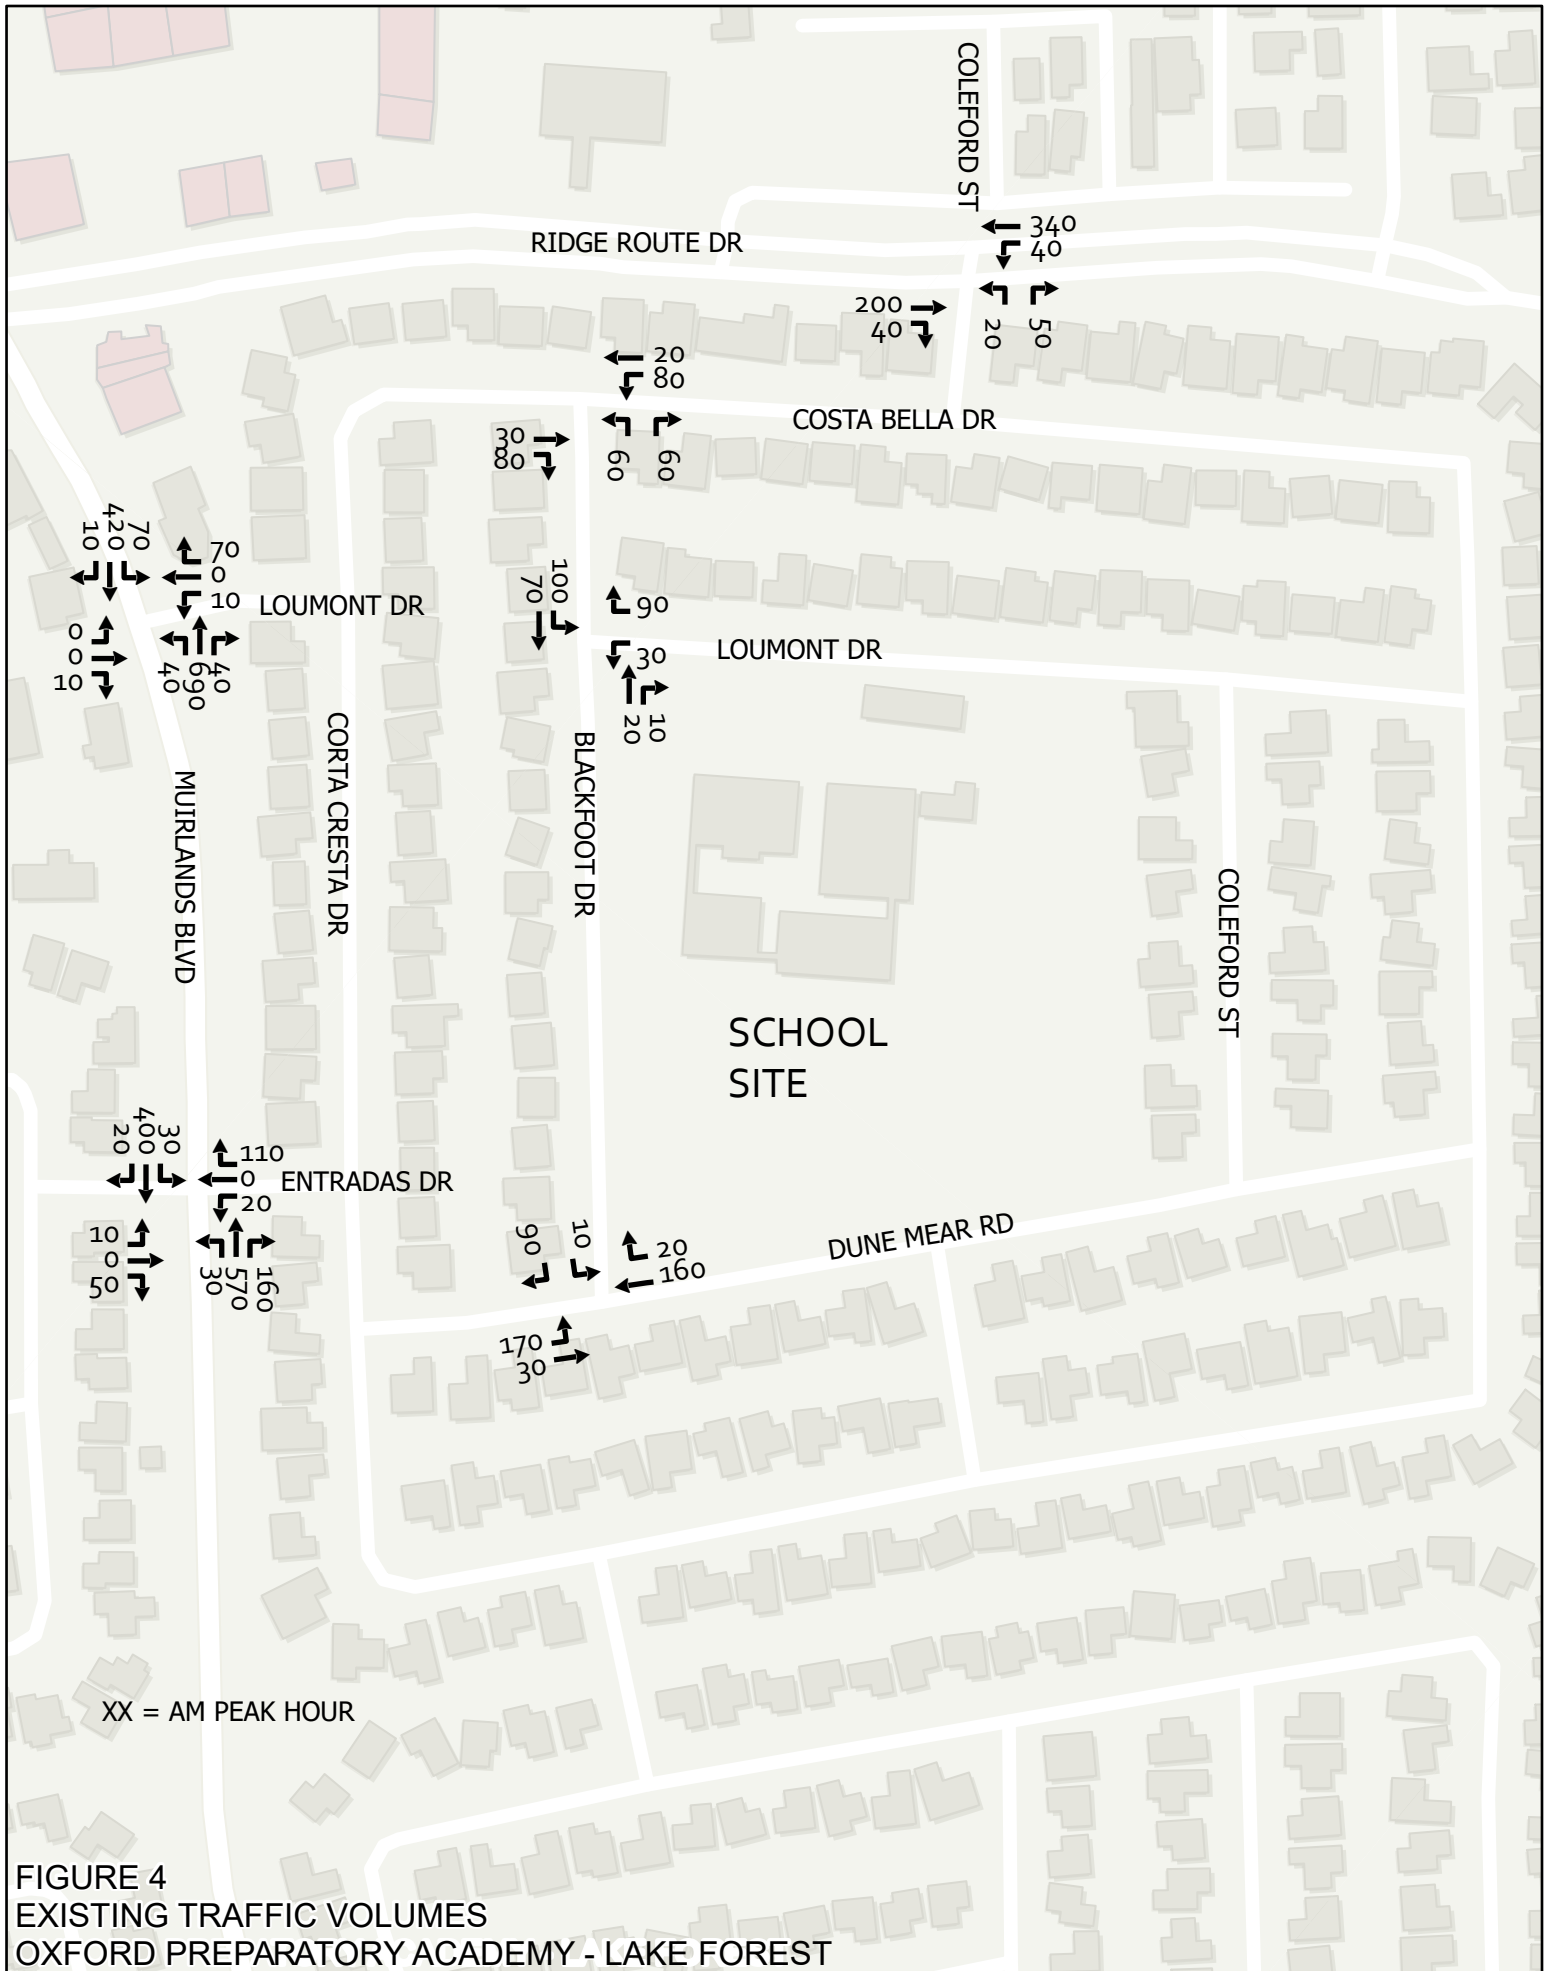 COLEFORD ST
340
40
RIDGE ROUTE DR
200
40
20
50
20
80
COSTA BELLA DR
30
80
60
60
10
420
70
70
0
10
LOUMONT DR
0
0
10
40
690
40
70
100
90
30
LOUMONT DR
20
10
MUIRLANDS BLVD
CORTA CRESTA DR
BLACKFOOT DR
COLEFORD ST
SCHOOL
SITE
20
400
30
110
0
20
ENTRADAS DR
10
0
50
30
570
160
90
10
20
160
DUNE MEAR RD
170
30
XX = AM PEAK HOUR
FIGURE 4
EXISTING TRAFFIC VOLUMES
OXFORD PREPARATORY ACADEMY - LAKE FOREST